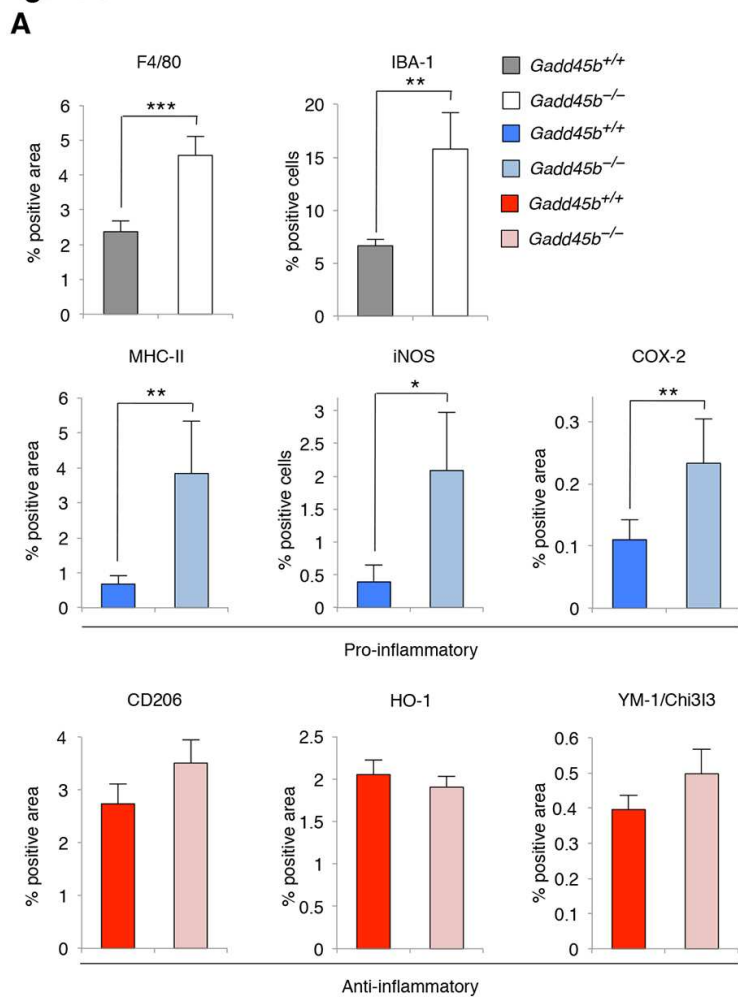 A
F4/80
% positive area
6
5
4
3
2
1
0
***
IBA-1
% positive cells
20
15
10
5
0
**
Gadd45b+/+
Gadd45b–/–
Gadd45b+/+
Gadd45b–/–
Gadd45b+/+
Gadd45b–/–
MHC-II
% positive area
6
5
4
3
2
1
0
**
iNOS
% positive cells
3
2.5
2
1.5
1
0.5
0
*
COX-2
% positive area
0.3
0.2
0.1
0
**
Pro-inflammatory
CD206
% positive area
4
3
2
1
0
HO-1
% positive area
2.5
2
1.5
1
0.5
0
YM-1/Chi3l3
% positive area
0.6
0.5
0.4
0.3
0.2
0.1
0
Anti-inflammatory